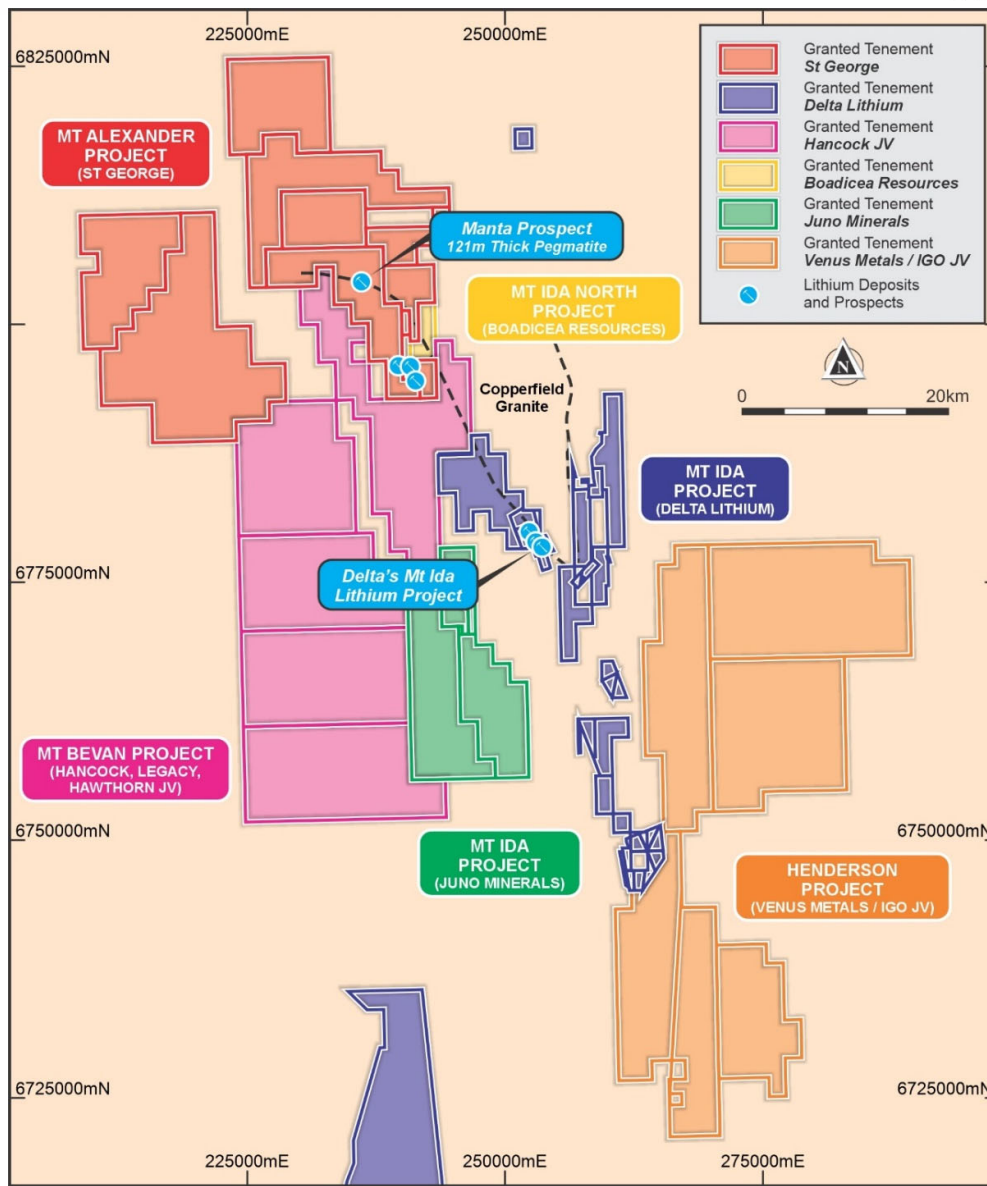 225000mE
250000mE
6825000mN
Granted Tenement
St George
Granted Tenement
Delta Lithium
Granted Tenement
Hancock JV
Granted Tenement
Boadicea Resources
Granted Tenement
Juno Minerals
Granted Tenement
Venus Metals / IGO JV
Lithium Deposits
and Prospects
MT ALEXANDER
PROJECT
(ST GEORGE)
Manta Prospect
121m Thick Pegmatite
MT IDA NORTH
PROJECT
(BOADICEA RESOURCES)
N
0
20km
Copperfield
Granite
MT IDA
PROJECT
(DELTA LITHIUM)
6775000mN
Delta's Mt Ida
Lithium Project
MT BEVAN PROJECT
(HANCOCK, LEGACY,
HAWTHORN JV)
6750000mN
6750000mN
MT IDA
PROJECT
(JUNO MINERALS)
HENDERSON
PROJECT
(VENUS METALS / IGO JV)
6725000mN
6725000mN
225000mE
250000mE
275000mE